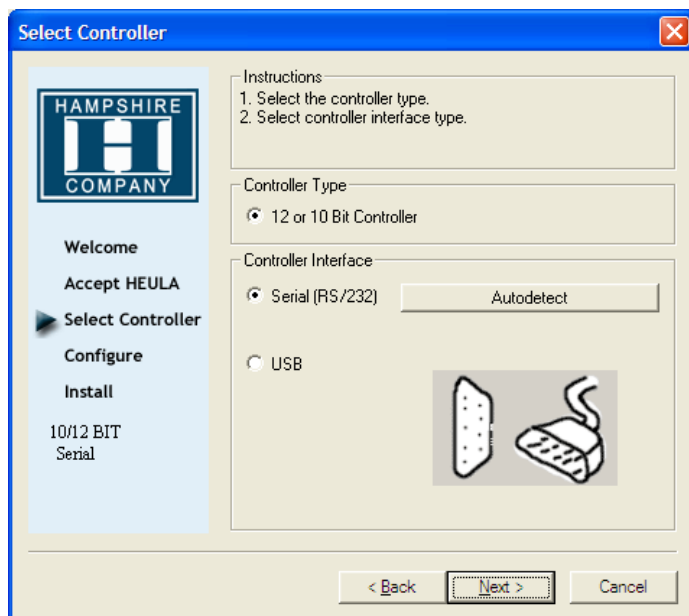 Select Controller
HAMPSHIRE
H
COMPANY
Welcome
Accept HEULA
Select Controller
Configure
Install
10/12 BIT
Serial
Instructions
1. Select the controller type.
2. Select controller interface type.
Controller Type
12 or 10 Bit Controller
Controller Interface
Serial (RS/232)
Autodetect
USB
< Back
Next >
Cancel